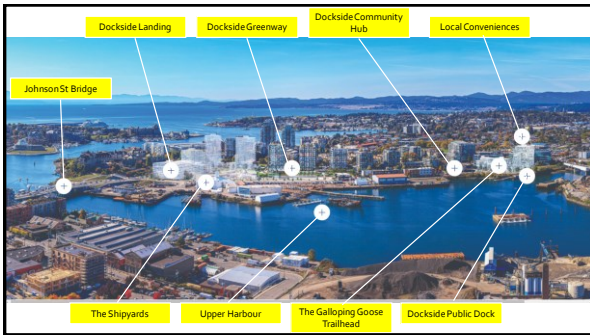 Dockside Landing
Dockside Greenway
Dockside Community
Hub
Local Conveniences
Johnson St Bridge
The Shipyards
Upper Harbour
The Galloping Goose
Trailhead
Dockside Public Dock